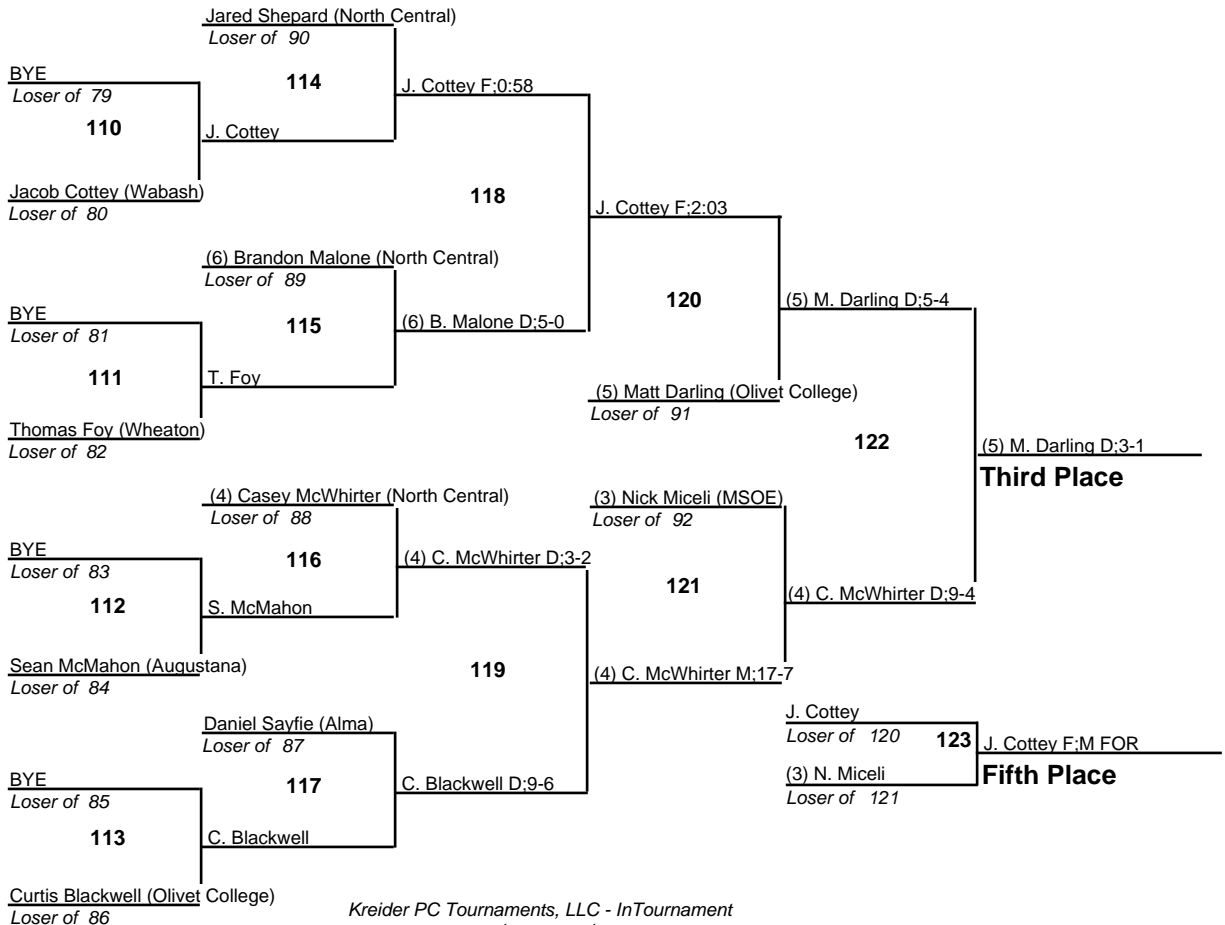 Jared Shepard (North Central)
Loser of 90
BYE
Loser of 79
114
J. Cottey F;0:58
110
J. Cottey
Jacob Cottey (Wabash)
Loser of 80
118
J. Cottey F;2:03
(6) Brandon Malone (North Central)
Loser of 89
BYE
Loser of 81
115
(6) B. Malone D;5-0
120
(5) M. Darling D;5-4
111
T. Foy
(5) Matt Darling (Olivet College)
Loser of 91
Thomas Foy (Wheaton)
Loser of 82
122
(5) M. Darling D;3-1
Third Place
(4) Casey McWhirter (North Central)
Loser of 88
(3) Nick Miceli (MSOE)
Loser of 92
BYE
Loser of 83
116
(4) C. McWhirter D;3-2
121
(4) C. McWhirter D;9-4
112
S. McMahon
Sean McMahon (Augustana)
Loser of 84
119
(4) C. McWhirter M;17-7
Daniel Sayfie (Alma)
Loser of 87
J. Cottey
Loser of 120
123
J. Cottey F;M FOR
Fifth Place
(3) N. Miceli
Loser of 121
BYE
Loser of 85
117
C. Blackwell D;9-6
113
C. Blackwell
Curtis Blackwell (Olivet College)
Loser of 86
Kreider PC Tournaments, LLC - InTournament